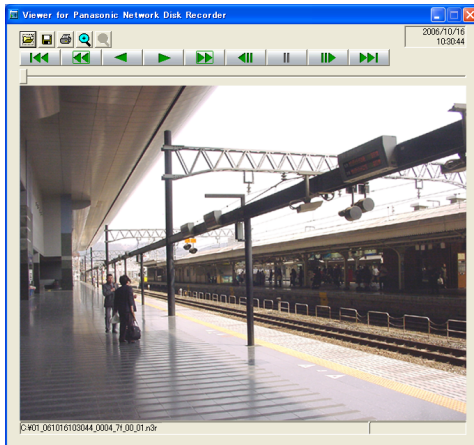 Viewer for Panasonic Network Disk Recorder
2006/10/16
10:30:44
C:¥01_061016103044_0004_7f_00_01.n3r